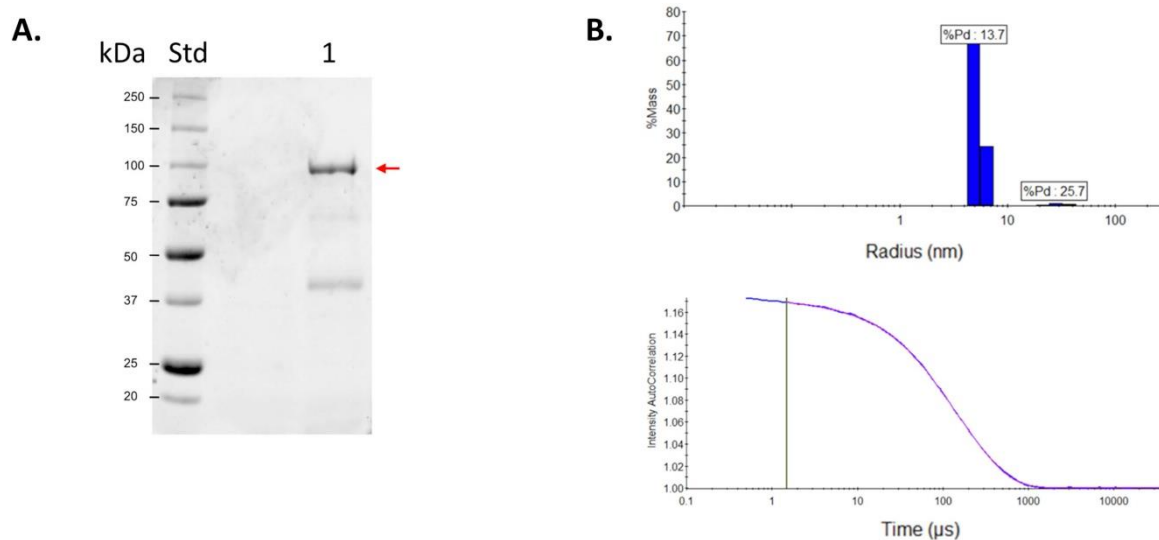 A.
kDa Std 1
250
150
100
75
50
37
25
20
B.
80
70
60
50
40
30
20
10
0
%Mass
%Pd : 13.7
%Pd : 25.7
1 10 100
Radius (nm)
1.16
1.14
1.12
1.10
1.08
1.06
1.04
1.02
1.00
Intensity AutoCorrelation
0.1 1 10 100 1000 10000
Time (µs)